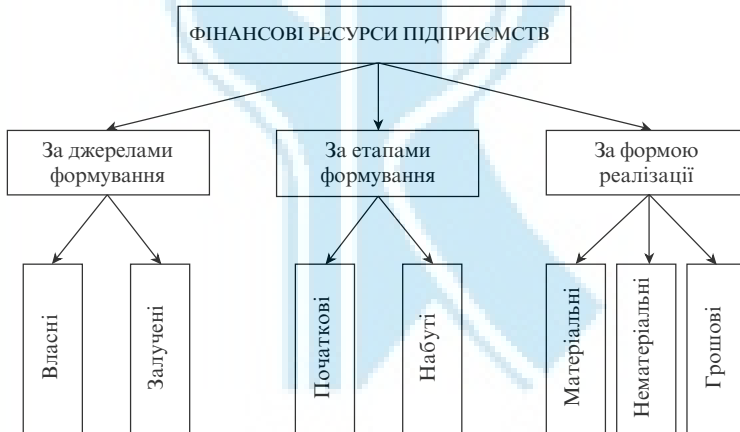 ФІНАНСОВІ РЕСУРСИ ПІДПРИЄМСТВ
За джерелами
формування
За етапами
формування
За формою
реалізації
Власні
Залучені
Початкові
Набуті
Матеріальні
Нематеріальні
Грошові